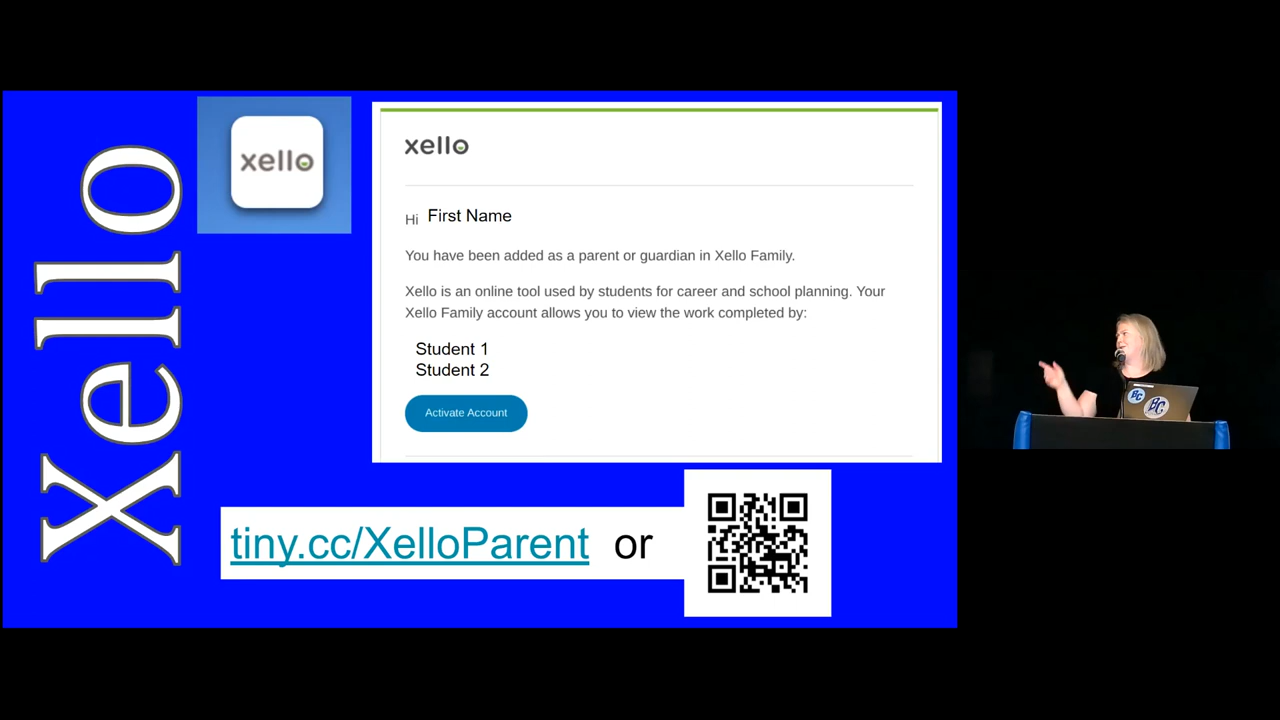 Xello
xello
xello
Hi First Name
You have been added as a parent or guardian in Xello Family.
Xello is an online tool used by students for career and school planning. Your
Xello Family account allows you to view the work completed by:
Student 1
Student 2
Activate Account
tiny.cc/XelloParent or
BC
BC